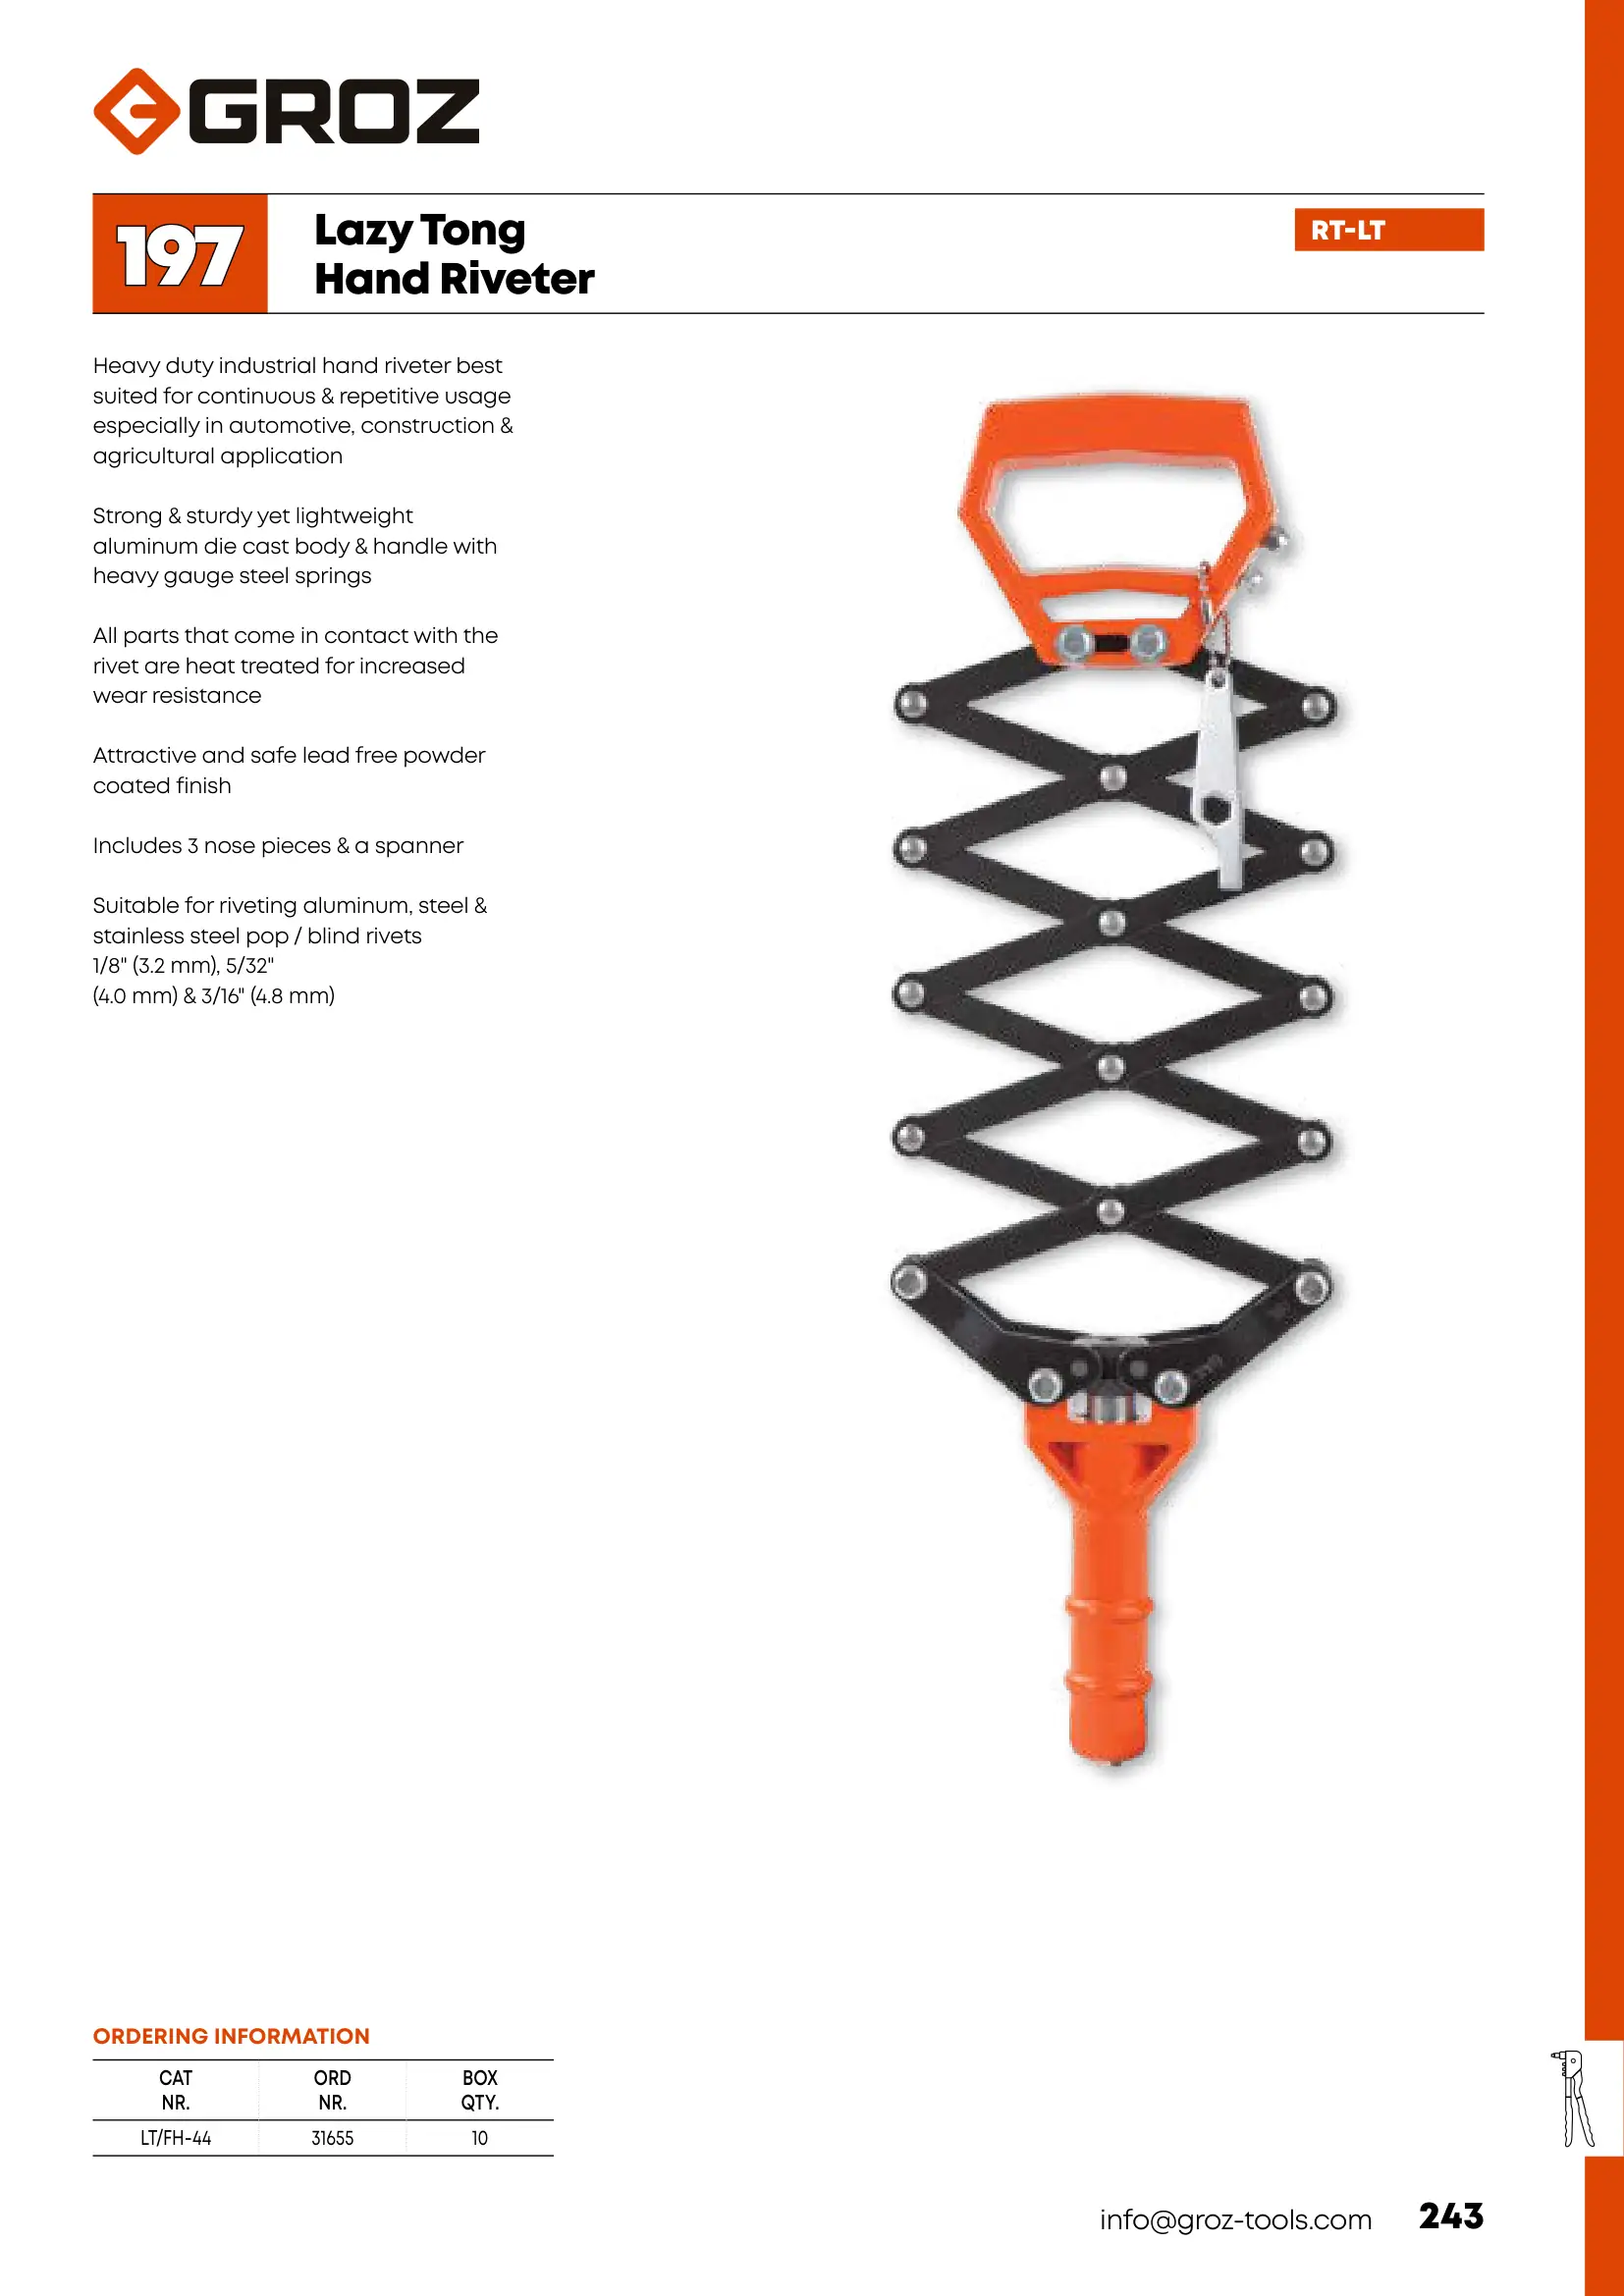 GROZ
197
Lazy Tong
Hand Riveter
RT-LT
Heavy duty industrial hand riveter best
suited for continuous & repetitive usage
especially in automotive, construction &
agricultural application
Strong & sturdy yet lightweight
aluminum die cast body & handle with
heavy gauge steel springs
All parts that come in contact with the
rivet are heat treated for increased
wear resistance
Attractive and safe lead free powder
coated finish
Includes 3 nose pieces & a spanner
Suitable for riveting aluminum, steel &
stainless steel pop / blind rivets
1/8" (3.2 mm), 5/32"
(4.0 mm) & 3/16" (4.8 mm)
ORDERING INFORMATION
CAT ORD BOX
NR. NR. QTY.
LT/FH-44 31655 10
info@groz-tools.com 243